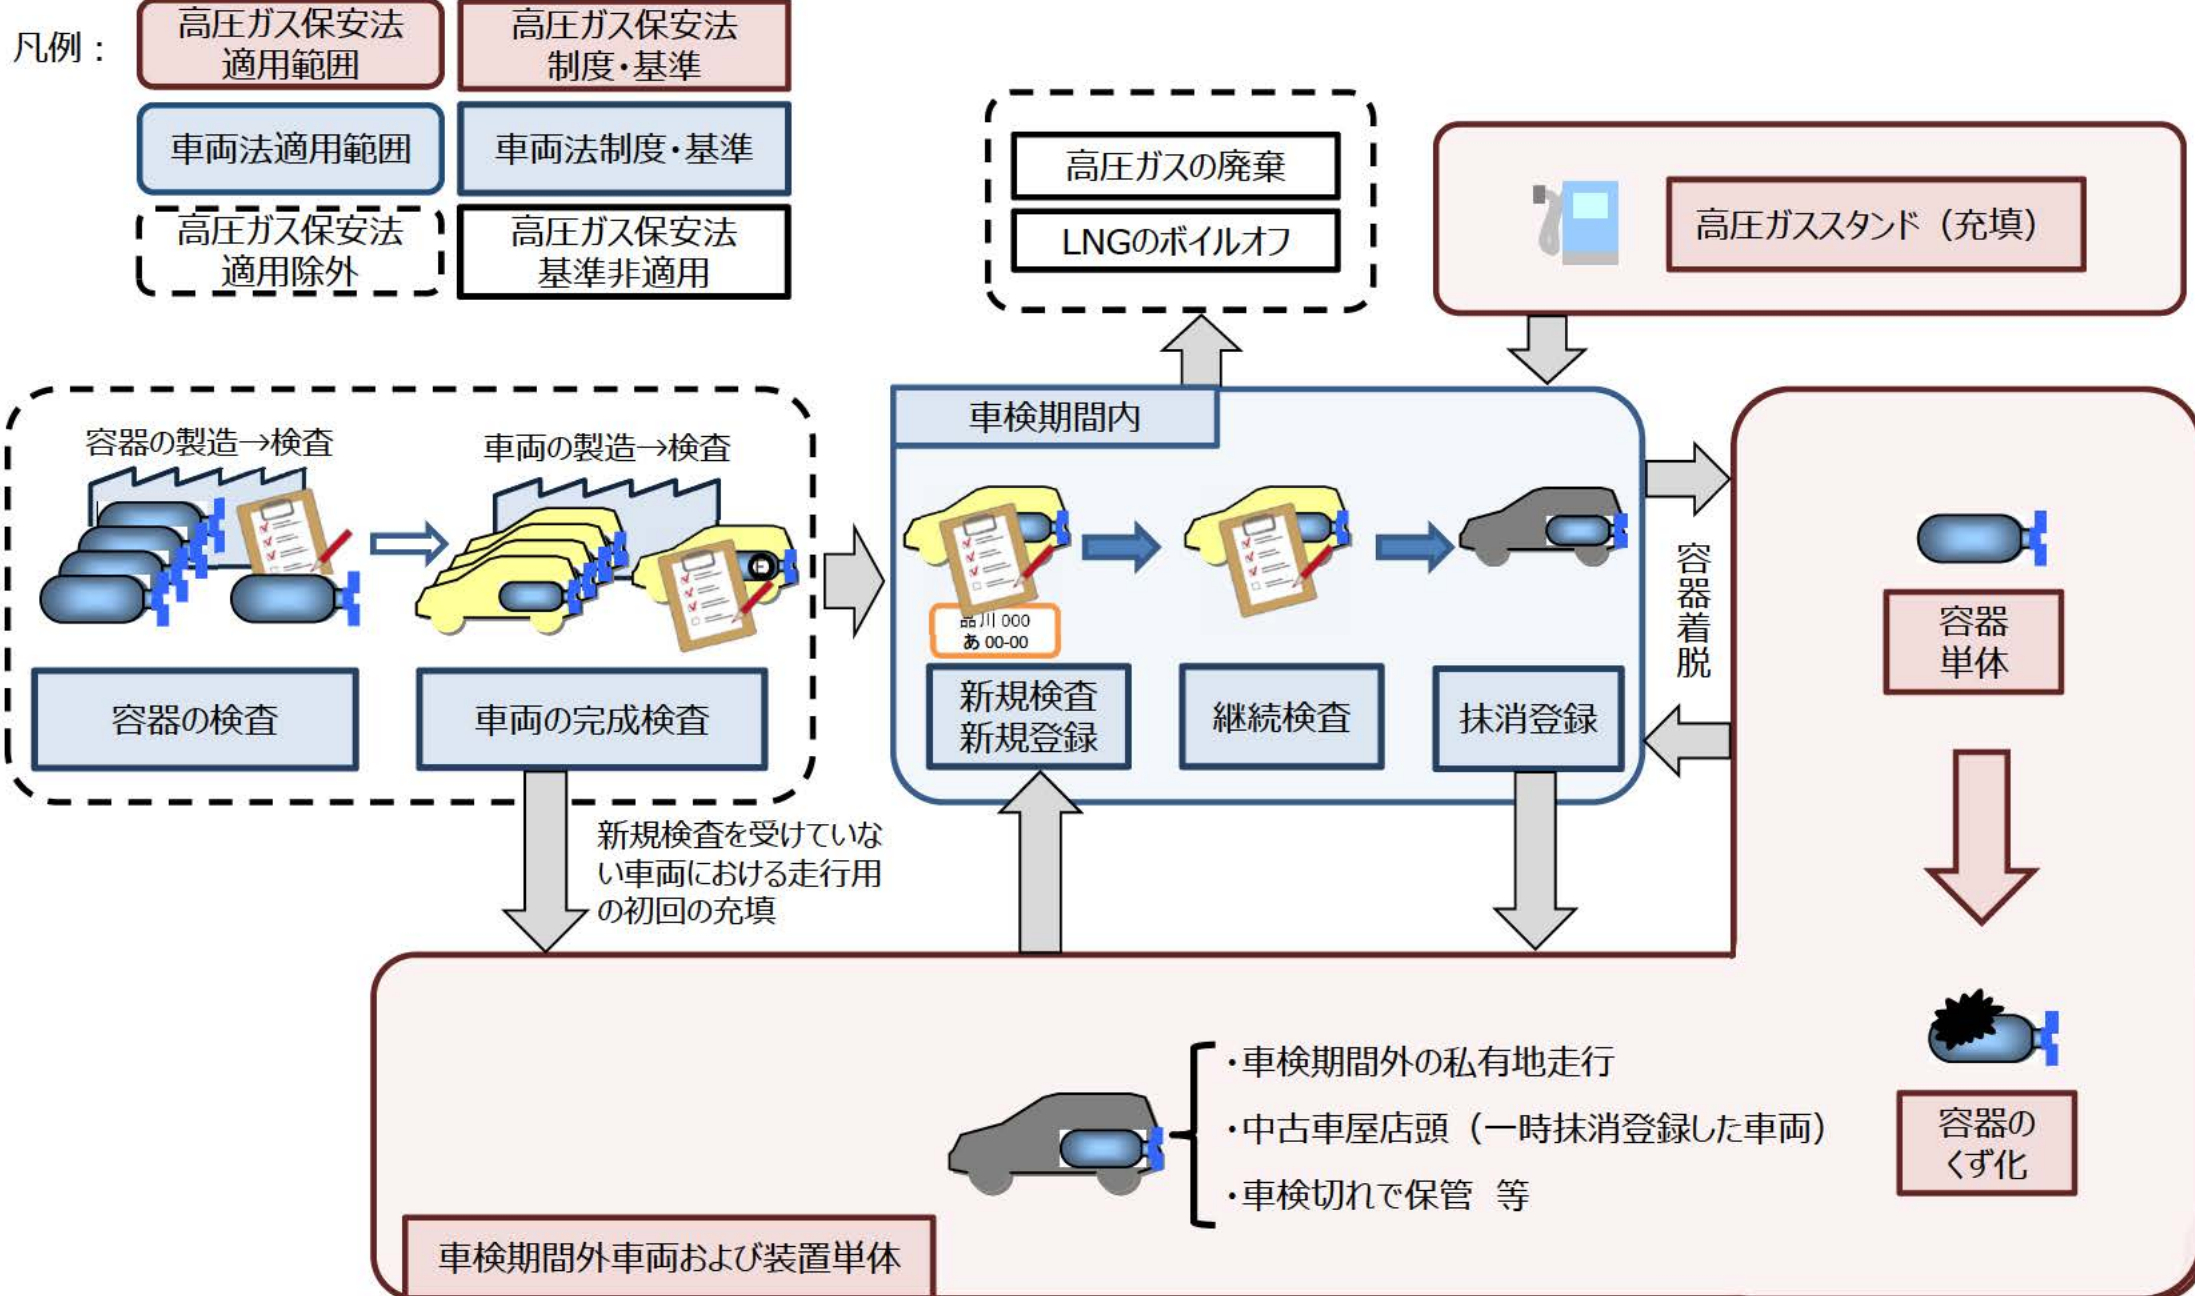 凡例：
高圧ガス保安法
適用範囲
高圧ガス保安法
制度・基準
車両法適用範囲
車両法制度・基準
高圧ガス保安法
適用除外
高圧ガス保安法
基準非適用
高圧ガスの廃棄
LNGのボイルオフ
高圧ガススタンド（充填）
容器の製造→検査
車両の製造→検査
E
容器の検査
車両の完成検査
車検期間内
品川 000
あ 00-00
新規検査
新規登録
継続検査
抹消登録
容器着脱
容器
単体
新規検査を受けていな
い車両における走行用
の初回の充填
・車検期間外の私有地走行
・中古車屋店頭（一時抹消登録した車両）
・車検切れで保管 等
容器の
くず化
車検期間外車両および装置単体